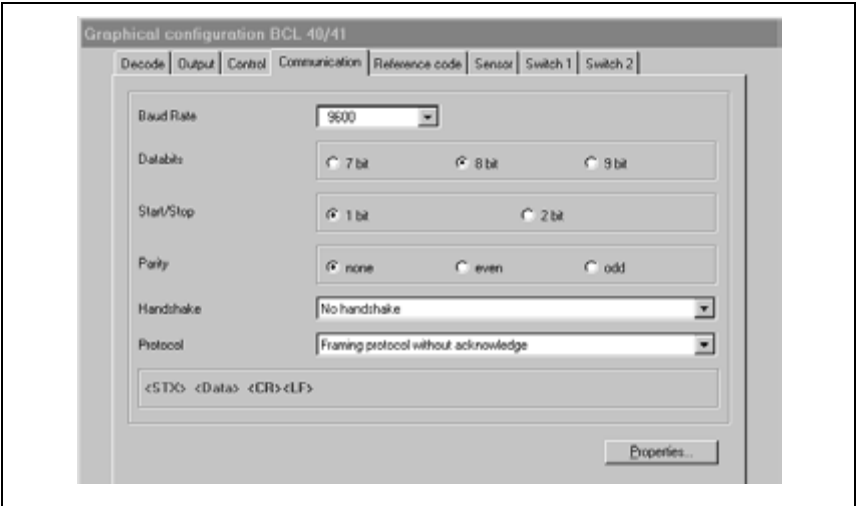 Graphical configuration BCL 40/41
Decode Output Control Communication Reference code Sensor Switch 1 Switch 2
Baud Rate 9600
Databits 7 bit 8 bit 9 bit
Start/Stop 1 bit 2 bit
Parity none even odd
Handshake No handshake
Protocol Framing protocol without acknowledge
<STX> <Data> <CR><LF>
Properties...